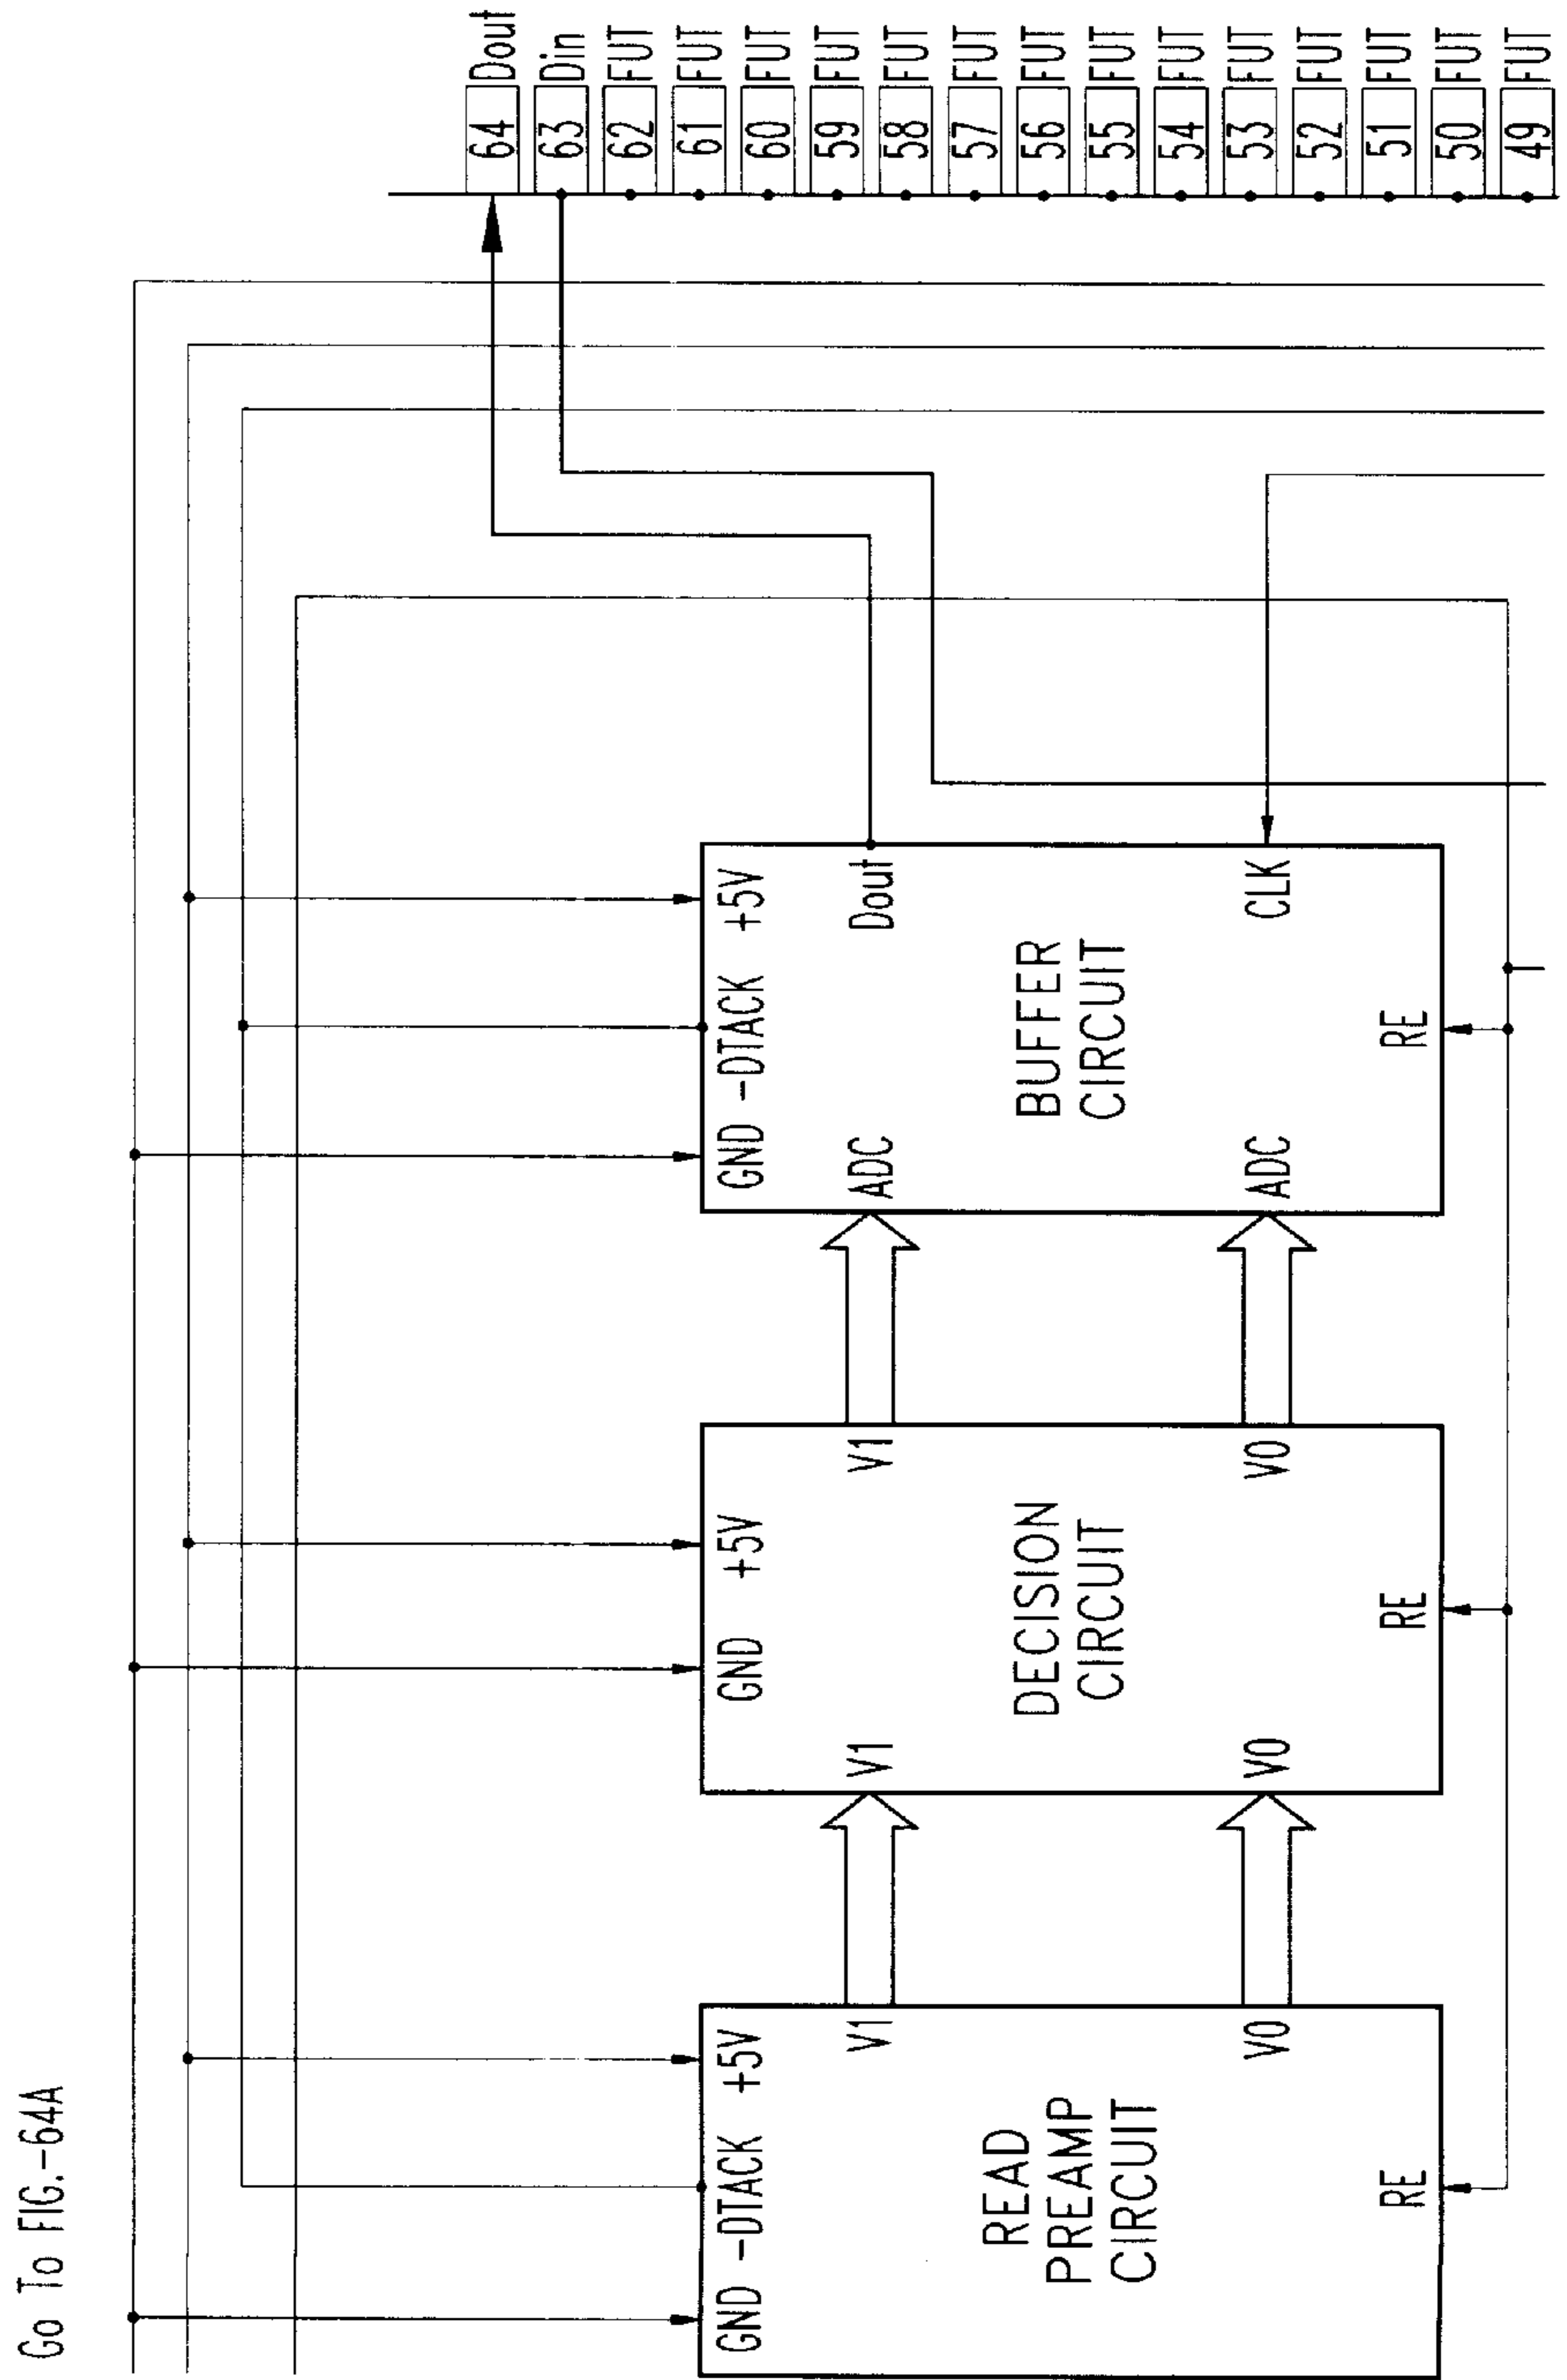 Go To FIG.-64A
GND -DTACK +5V
V1
READ
PREAMP
CIRCUIT
V0
RE
GND +5V
V1 V1
DECISION
CIRCUIT
V0 V0
RE
GND -DTACK +5V
ADC Dout
BUFFER
CIRCUIT
ADC CLK
RE
64 Dout
63 Din
62 FUT
61 FUT
60 FUT
59 FUT
58 FUT
57 FUT
56 FUT
55 FUT
54 FUT
53 FUT
52 FUT
51 FUT
50 FUT
49 FUT